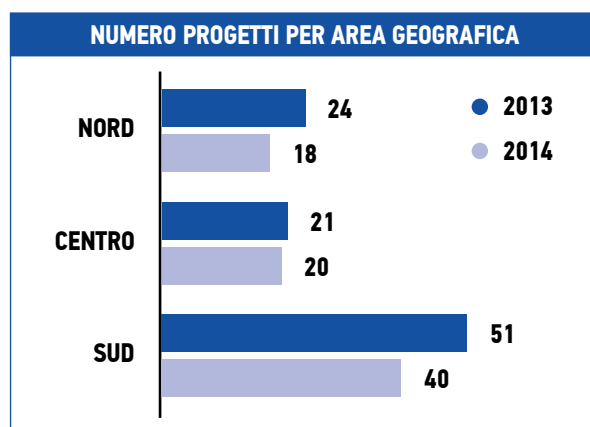 NUMERO PROGETTI PER AREA GEOGRAFICA
NORD
24
18
2013
2014
CENTRO
21
20
SUD
51
40